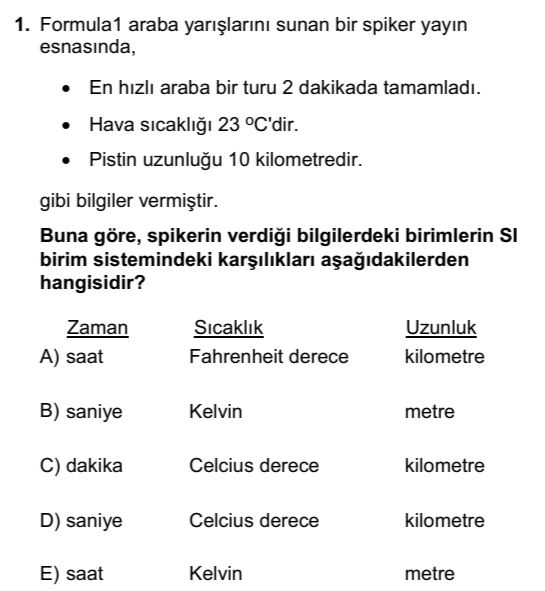 1. Formula1 araba yarışlarını sunan bir spiker yayın
esnasında,
• En hızlı araba bir turu 2 dakikada tamamladı.
• Hava sıcaklığı 23 ºC'dir.
• Pistin uzunluğu 10 kilometredir.
gibi bilgiler vermiştir.
Buna göre, spikerin verdiği bilgilerdeki birimlerin SI
birim sistemindeki karşılıkları aşağıdakilerden
hangisidir?
Zaman Sıcaklık Uzunluk
A) saat Fahrenheit derece kilometre
B) saniye Kelvin metre
C) dakika Celcius derece kilometre
D) saniye Celcius derece kilometre
E) saat Kelvin metre